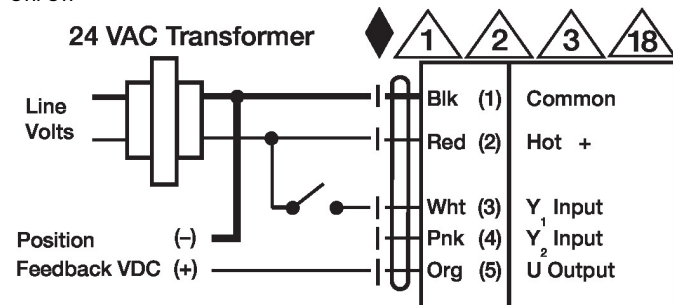 24 VAC Transformer
1 2 3 18
Line
Volts
Blk (1) Common
Red (2) Hot +
Wht (3) Y1 Input
Pnk (4) Y2 Input
Org (5) U Output
Position (–)
Feedback VDC (+)